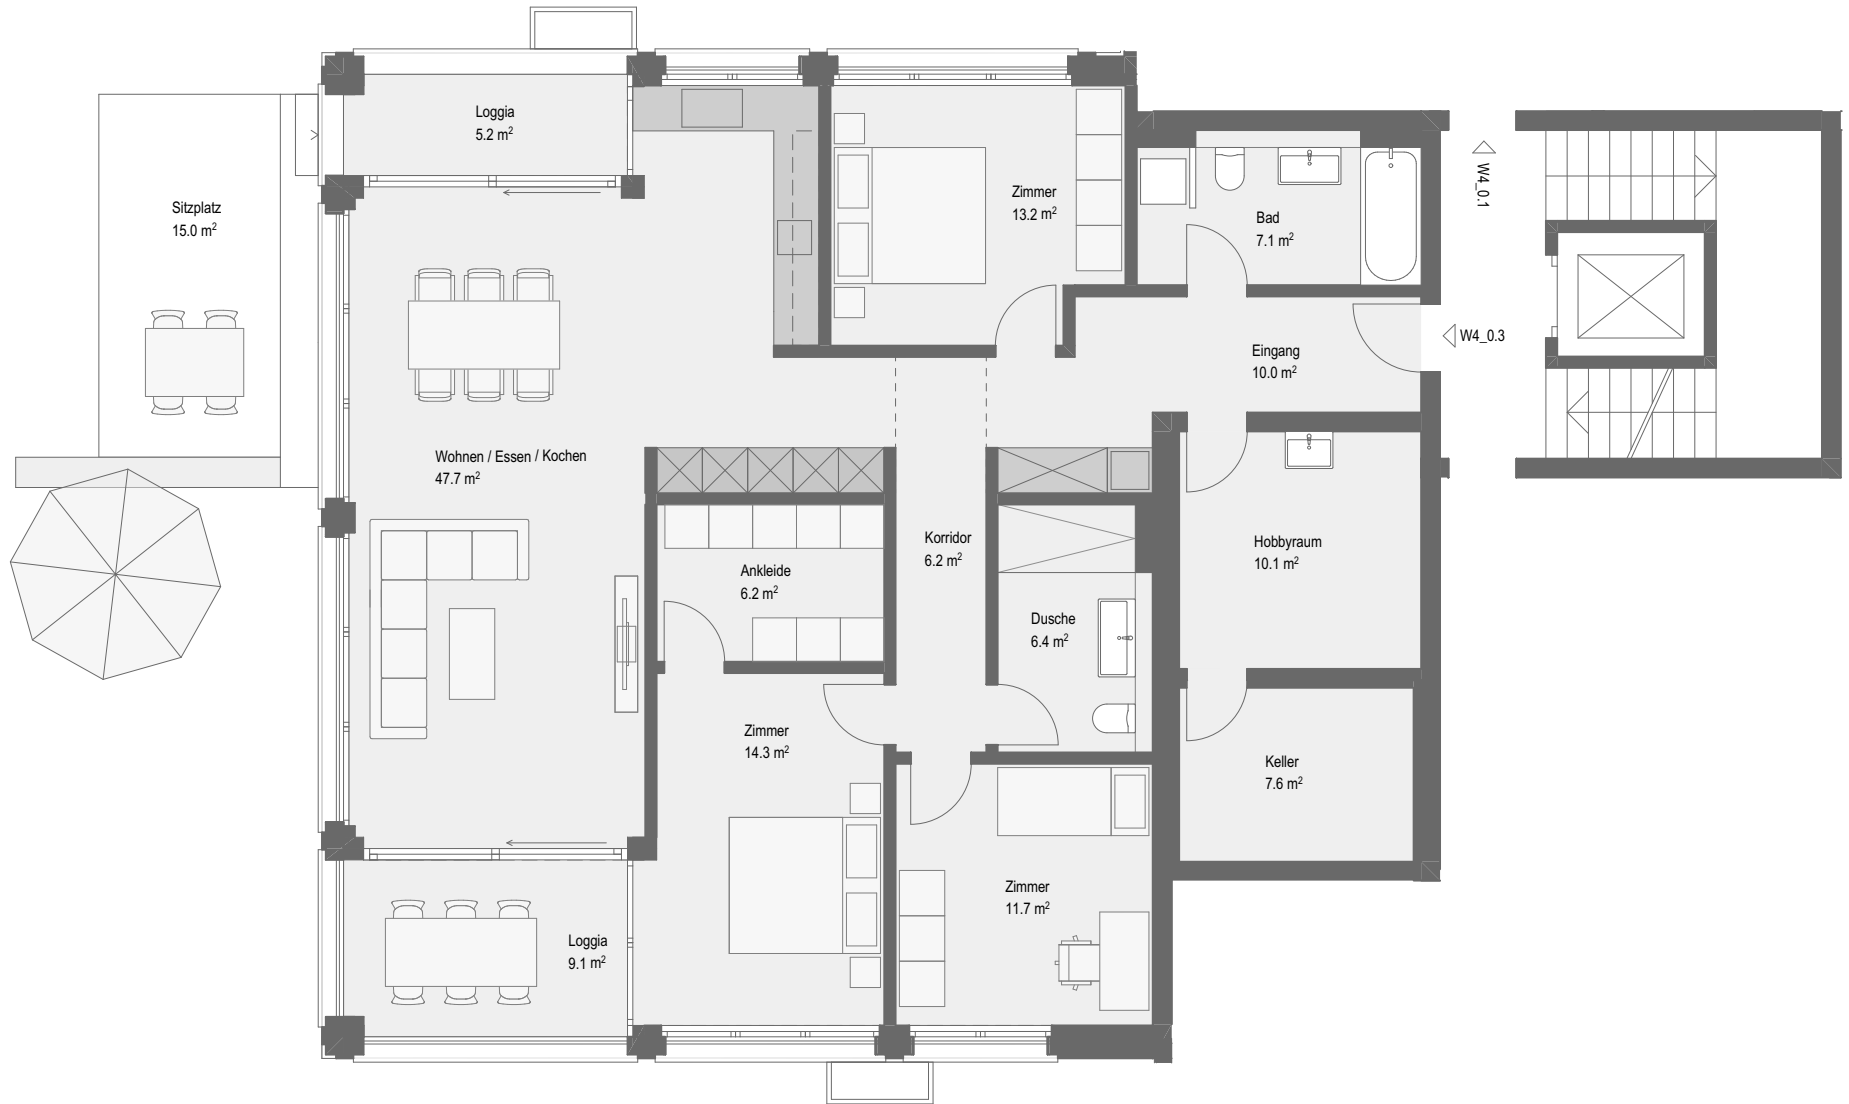 Loggia
5.2 m²
Sitzplatz
15.0 m²
Zimmer
13.2 m²
Bad
7.1 m²
W4_0.1
W4_0.3
Eingang
10.0 m²
Wohnen / Essen / Kochen
47.7 m²
Korridor
6.2 m²
Hobbyraum
10.1 m²
Ankleide
6.2 m²
Dusche
6.4 m²
Zimmer
14.3 m²
Keller
7.6 m²
Zimmer
11.7 m²
Loggia
9.1 m²